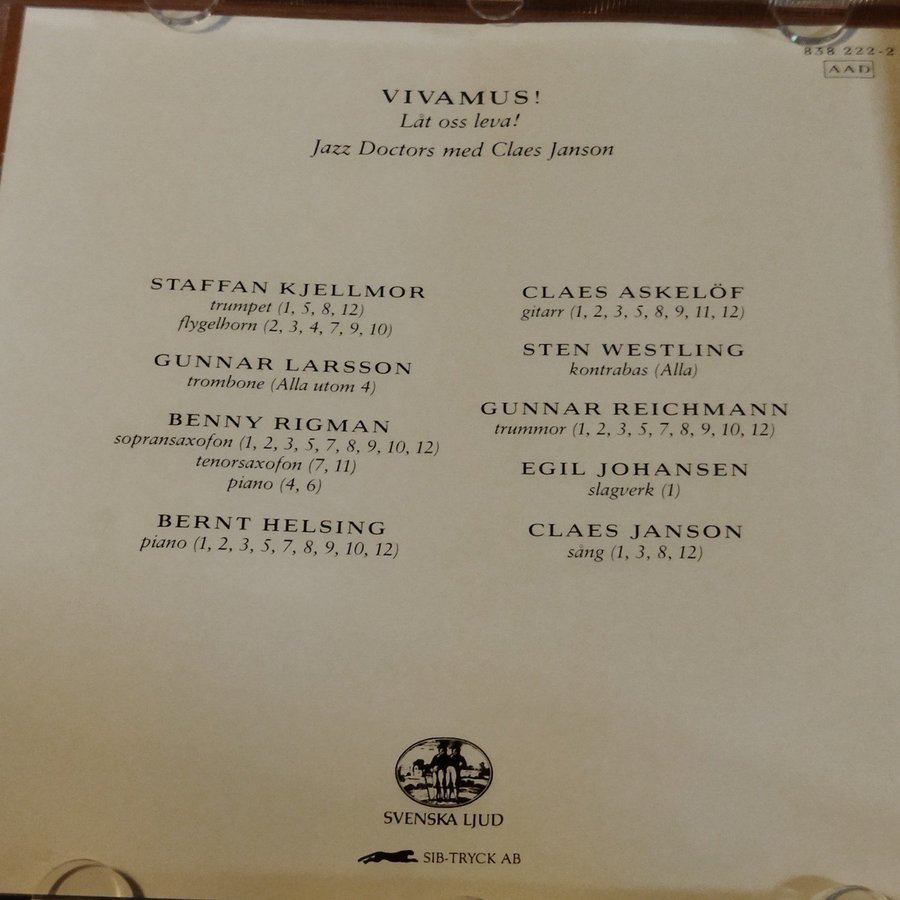 838 222-2
AAD
VIVAMUS!
Låt oss leva!
Jazz Doctors med Claes Janson
STAFFAN KJELLMOR
trumpet (1, 5, 8, 12)
flygelhorn (2, 3, 4, 7, 9, 10)
GUNNAR LARSSON
trombone (Alla utom 4)
BENNY RIGMAN
sopransaxofon (1, 2, 3, 5, 7, 8, 9, 10, 12)
tenorsaxofon (7, 11)
piano (4, 6)
BERNT HELSING
piano (1, 2, 3, 5, 7, 8, 9, 10, 12)
CLAES ASKELÖF
gitarr (1, 2, 3, 5, 8, 9, 11, 12)
STEN WESTLING
kontrabas (Alla)
GUNNAR REICHMANN
trummor (1, 2, 3, 5, 7, 8, 9, 10, 12)
EGIL JOHANSEN
slagverk (1)
CLAES JANSON
sång (1, 3, 8, 12)
SVENSKA LJUD
SIB-TRYCK AB